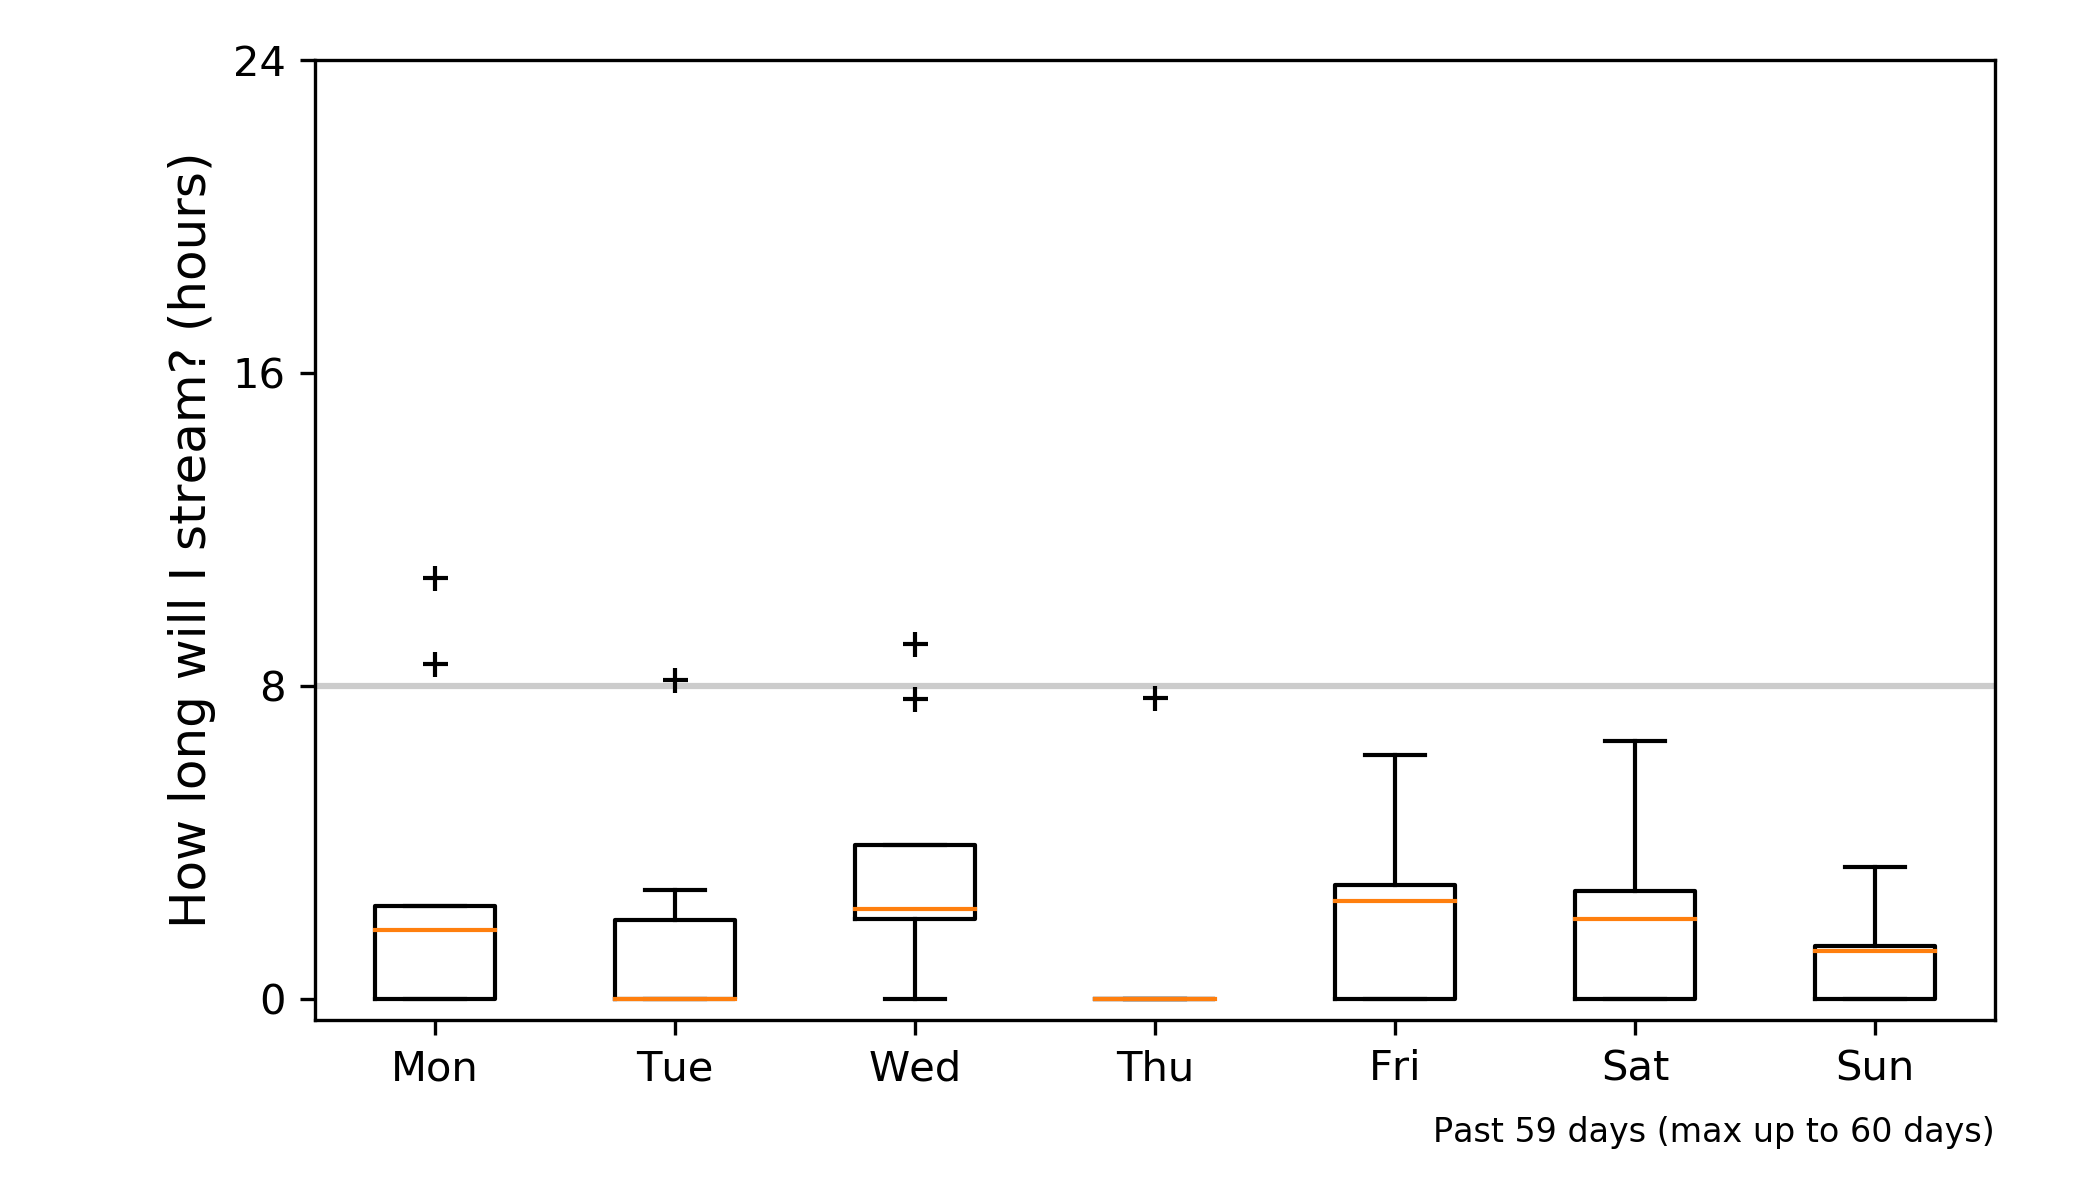 How long will I stream? (hours)
24
16
8
0
Mon Tue Wed Thu Fri Sat Sun
Past 59 days (max up to 60 days)